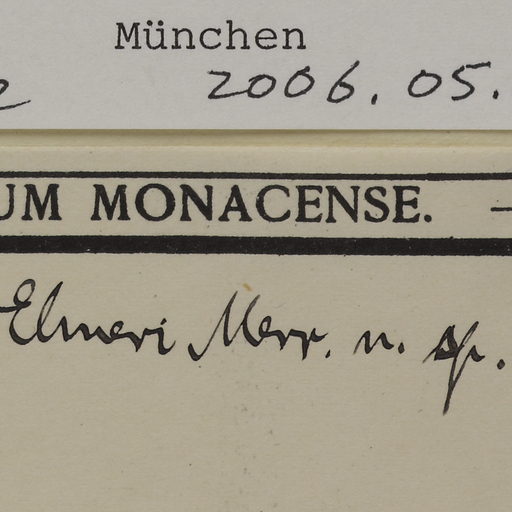 München
2006.05.
UM MONACENSE. —
Elmeri Merr. n. sp.